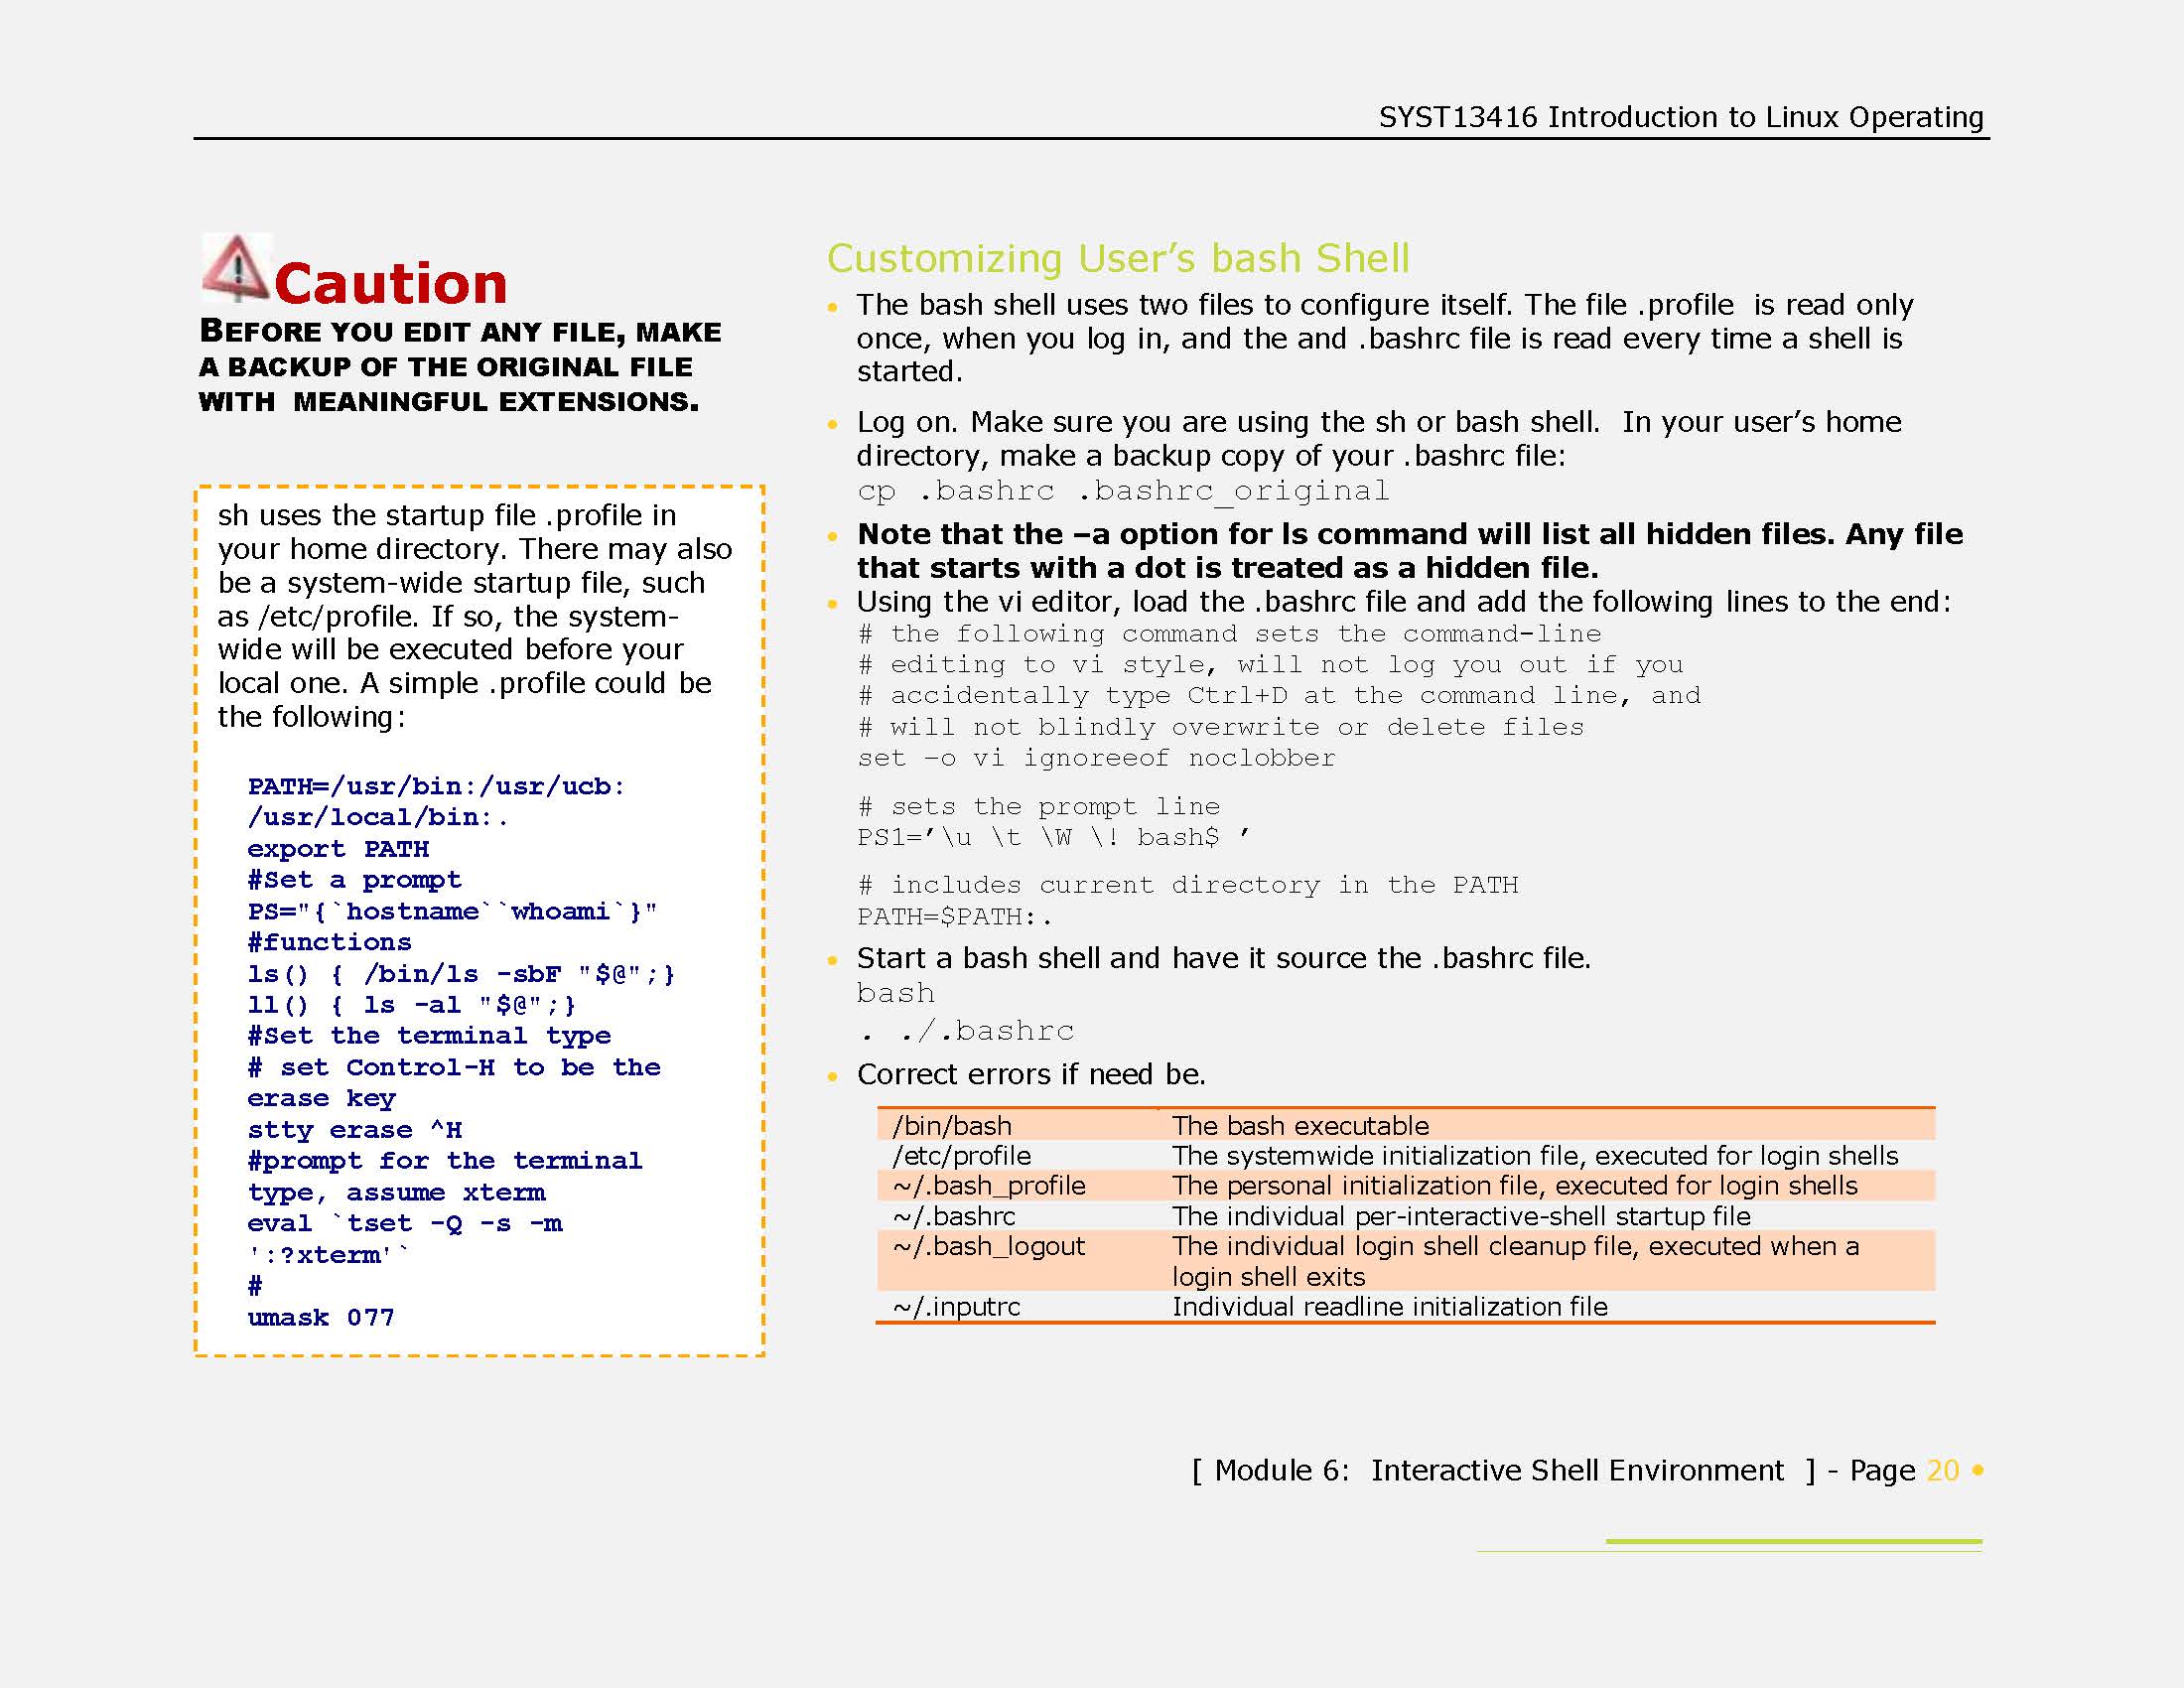 SYST13416 Introduction to Linux Operating
Caution
BEFORE YOU EDIT ANY FILE, MAKE
A BACKUP OF THE ORIGINAL FILE
WITH  MEANINGFUL EXTENSIONS.
sh uses the startup file .profile in
your home directory. There may also
be a system-wide startup file, such
as /etc/profile. If so, the system-
wide will be executed before your
local one. A simple .profile could be
the following:
PATH=/usr/bin:/usr/ucb:
/usr/local/bin:.
export PATH
#Set a prompt
PS="{`hostname``whoami`}"
#functions
ls() { /bin/ls -sbF "$@";}
ll() { ls -al "$@";}
#Set the terminal type
# set Control-H to be the
erase key
stty erase ^H
#prompt for the terminal
type, assume xterm
eval `tset -Q -s -m
':?xterm'`
#
umask 077
Customizing User’s bash Shell
• The bash shell uses two files to configure itself. The file .profile  is read only
once, when you log in, and the and .bashrc file is read every time a shell is
started.
• Log on. Make sure you are using the sh or bash shell.  In your user’s home
directory, make a backup copy of your .bashrc file:
cp .bashrc .bashrc_original
• Note that the –a option for ls command will list all hidden files. Any file
that starts with a dot is treated as a hidden file.
• Using the vi editor, load the .bashrc file and add the following lines to the end:
# the following command sets the command-line
# editing to vi style, will not log you out if you
# accidentally type Ctrl+D at the command line, and
# will not blindly overwrite or delete files
set –o vi ignoreeof noclobber
# sets the prompt line
PS1=’\u \t \W \! bash$ ’
# includes current directory in the PATH
PATH=$PATH:.
• Start a bash shell and have it source the .bashrc file.
bash
. ./.bashrc
• Correct errors if need be.
/bin/bash The bash executable
/etc/profile The systemwide initialization file, executed for login shells
~/.bash_profile The personal initialization file, executed for login shells
~/.bashrc The individual per-interactive-shell startup file
~/.bash_logout The individual login shell cleanup file, executed when a
login shell exits
~/.inputrc Individual readline initialization file
[ Module 6:  Interactive Shell Environment  ] - Page 20 •